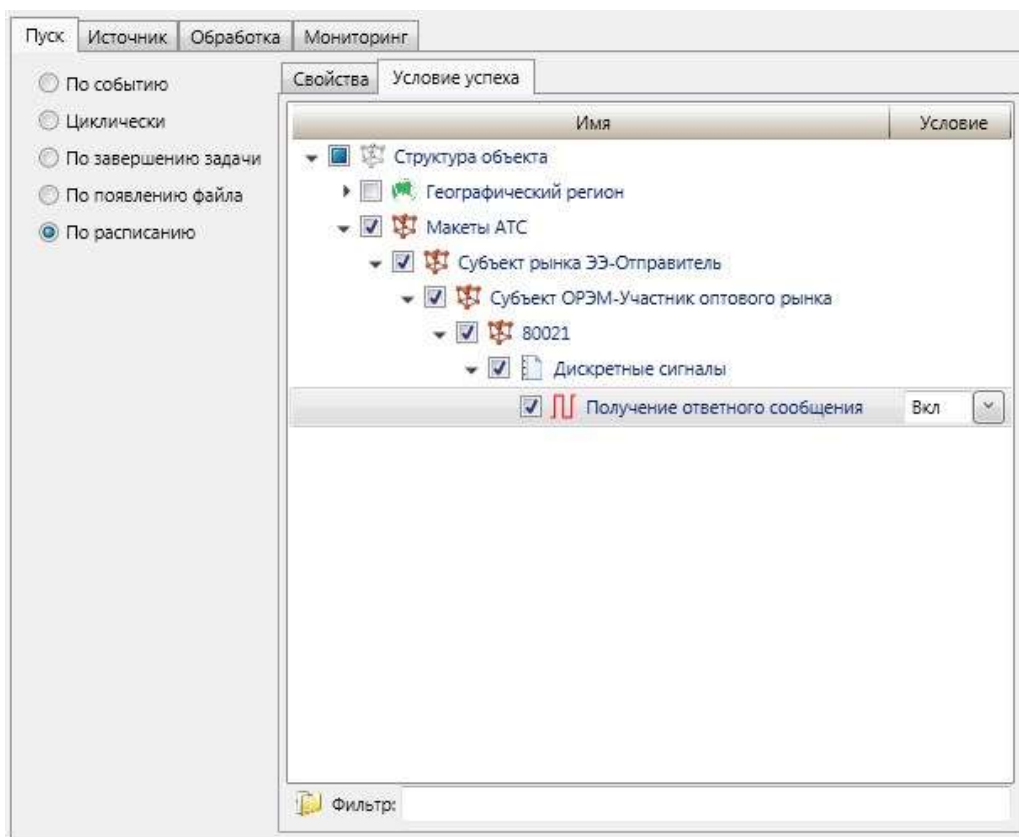 Пуск Источник Обработка Мониторинг
По событию
Циклически
По завершению задачи
По появлению файла
По расписанию
Свойства Условие успеха
Имя Условие
Структура объекта
Географический регион
Макеты АТС
Субъект рынка ЭЭ-Отправитель
Субъект ОРЭМ-Участник оптового рынка
80021
Дискретные сигналы
Получение ответного сообщения Вкл
Фильтр: